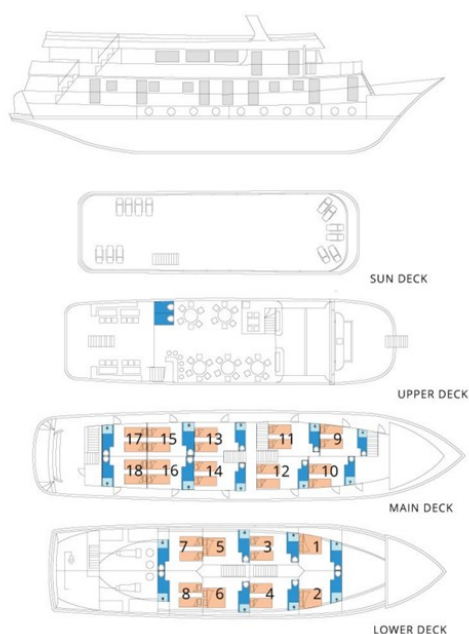 SUN DECK
UPPER DECK
17 15 13 11 9
18 16 14 12 10
MAIN DECK
7 5 3 1
8 6 4 2
LOWER DECK